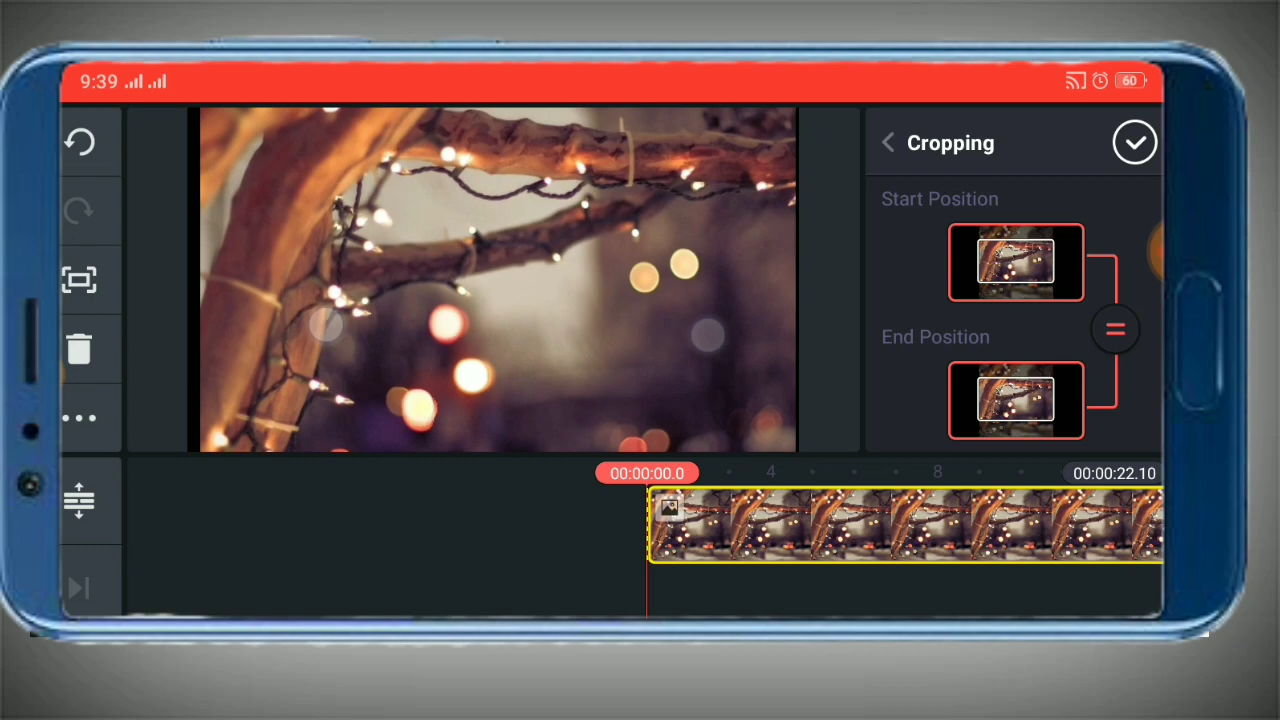 9:39
60
Cropping
Start Position
End Position
00:00:00.0
4
8
00:00:22.10